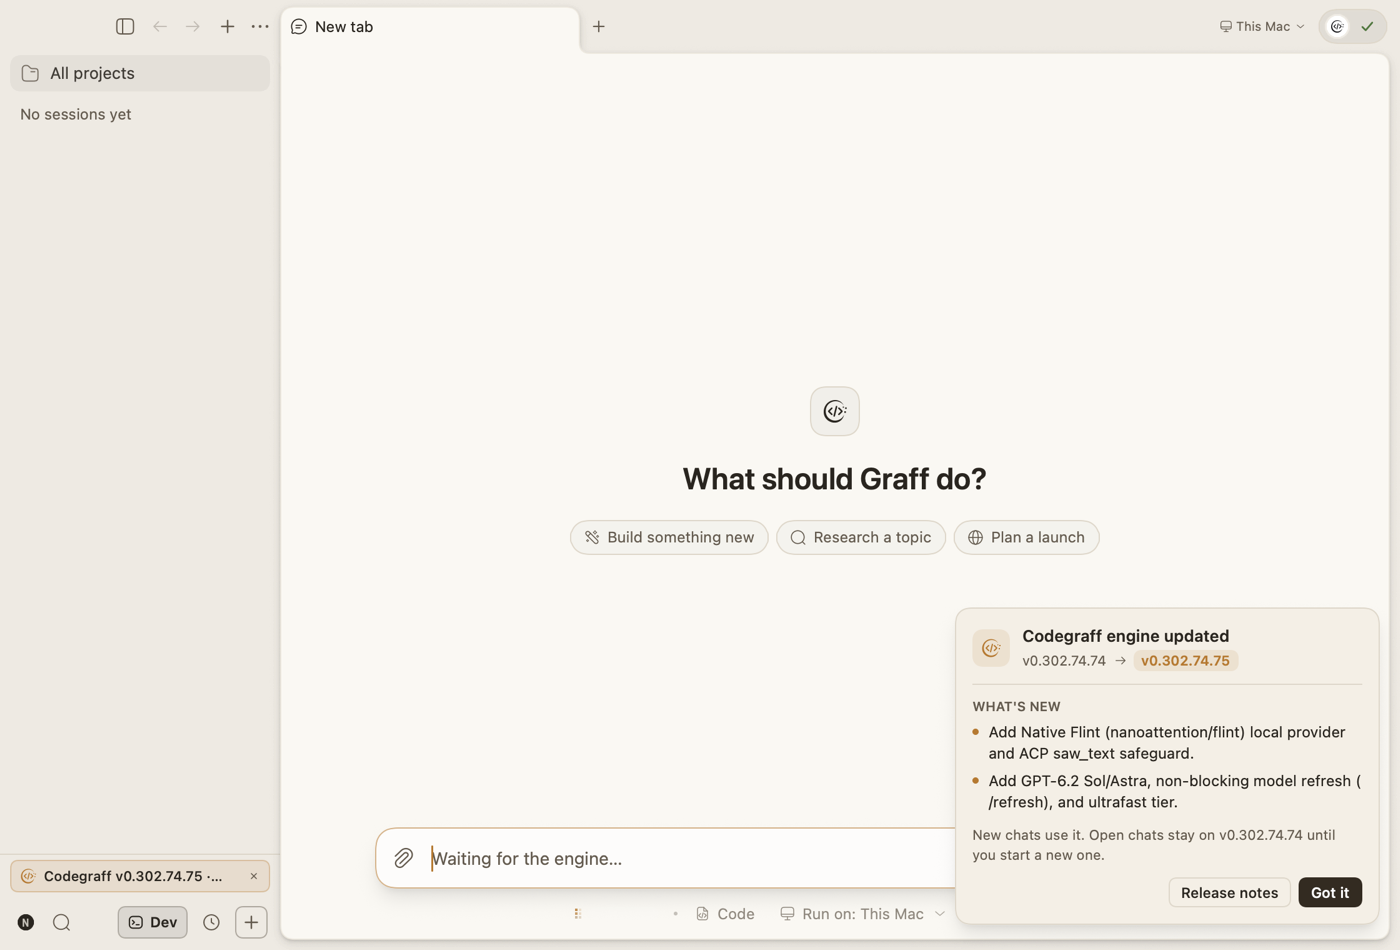 New tab
This Mac
All projects
No sessions yet
What should Graff do?
Build something new
Research a topic
Plan a launch
Codegraff engine updated
v0.302.74.74 → v0.302.74.75
WHAT'S NEW
Add Native Flint (nanoattention/flint) local provider
and ACP saw_text safeguard.
Add GPT-6.2 Sol/Astra, non-blocking model refresh (
/refresh), and ultrafast tier.
New chats use it. Open chats stay on v0.302.74.74 until
you start a new one.
Release notes
Got it
Waiting for the engine...
Code
Run on: This Mac
Codegraff v0.302.74.75 ·...
N
Dev